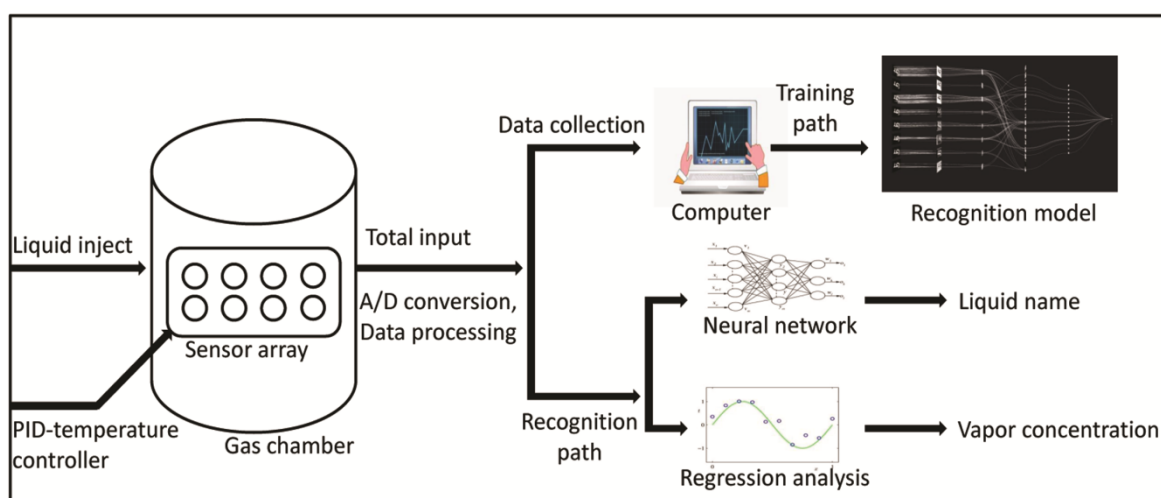 Liquid inject
PID-temperature
controller
Sensor array
Gas chamber
Total input
A/D conversion,
Data processing
Data collection
Computer
Training
path
Recognition model
Recognition
path
Neural network
Liquid name
Regression analysis
Vapor concentration